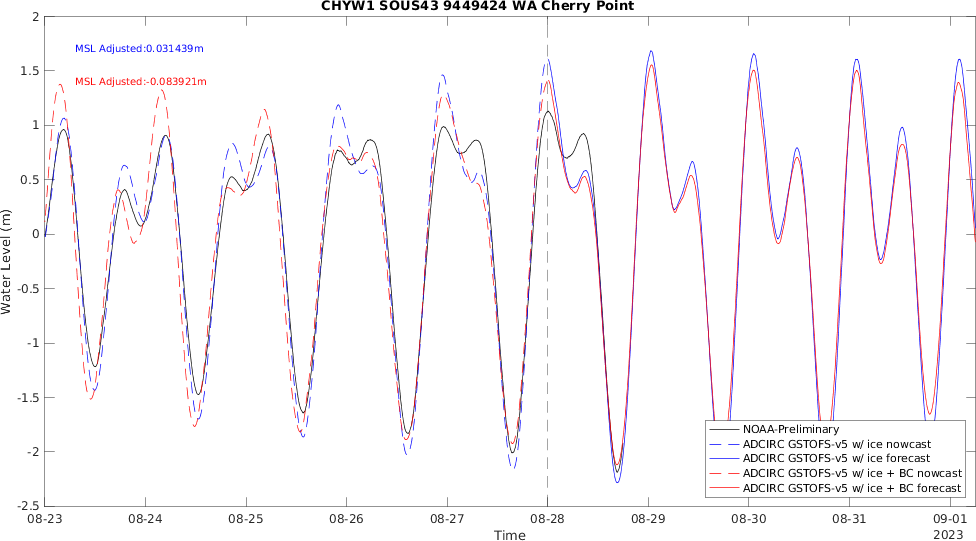 CHYW1 SOUS43 9449424 WA Cherry Point
MSL Adjusted:0.031439m
MSL Adjusted:-0.083921m
Water Level (m)
2
1.5
1
0.5
0
-0.5
-1
-1.5
-2
-2.5
NOAA-Preliminary
ADCIRC GSTOFS-v5 w/ ice nowcast
ADCIRC GSTOFS-v5 w/ ice forecast
ADCIRC GSTOFS-v5 w/ ice + BC nowcast
ADCIRC GSTOFS-v5 w/ ice + BC forecast
08-23 08-24 08-25 08-26 08-27 08-28 08-29 08-30 08-31 09-01
Time
2023